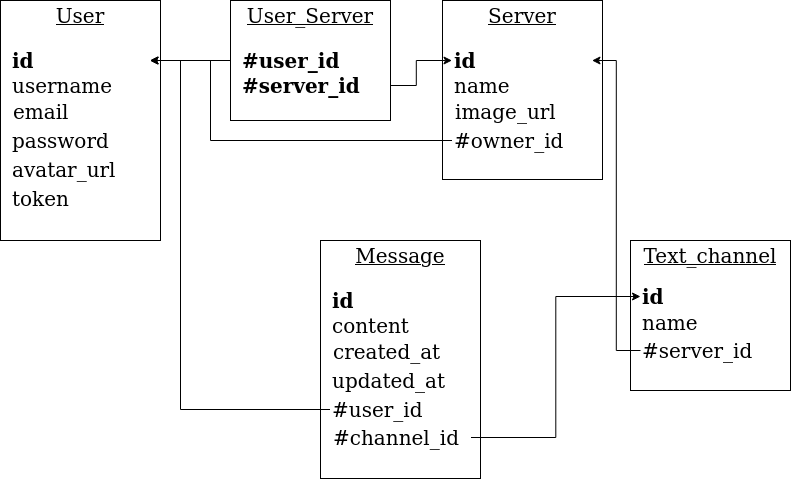 User
id
username
email
password
avatar_url
token
User_Server
#user_id
#server_id
Server
id
name
image_url
#owner_id
Message
id
content
created_at
updated_at
#user_id
#channel_id
Text_channel
id
name
#server_id